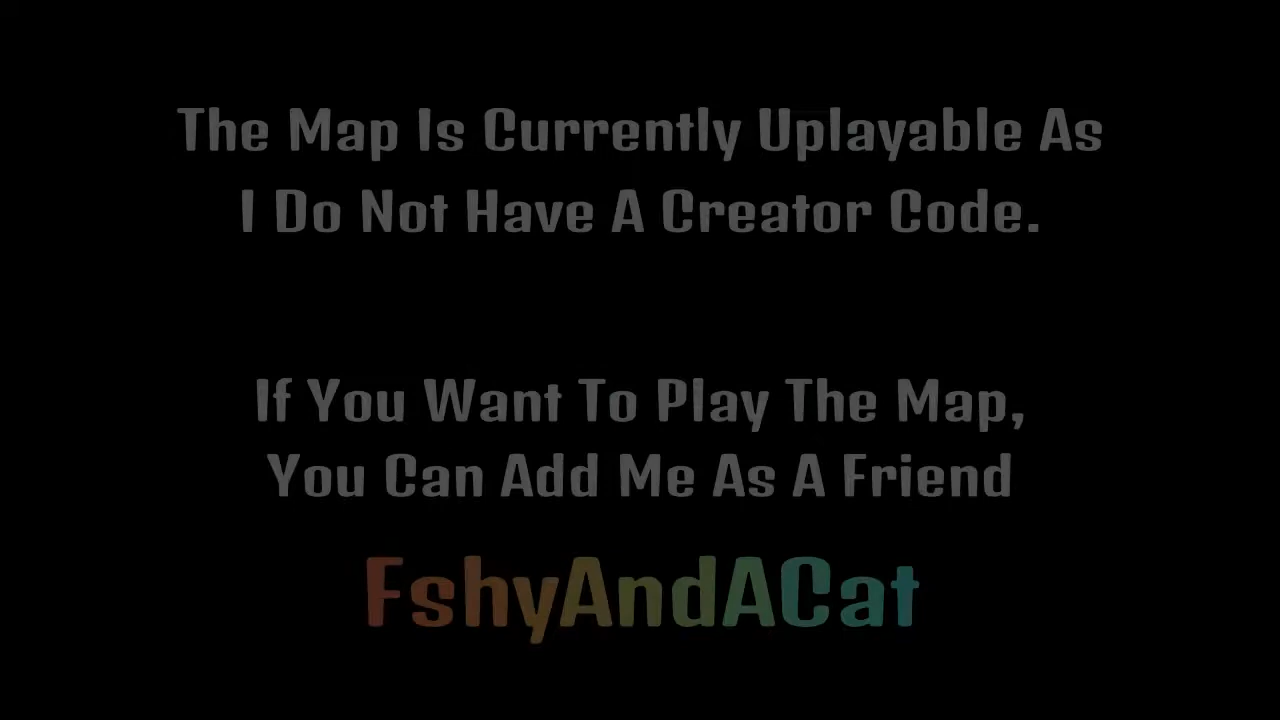 The Map Is Currently Uplayable As
I Do Not Have A Creator Code.
If You Want To Play The Map,
You Can Add Me As A Friend
FshyAndACat